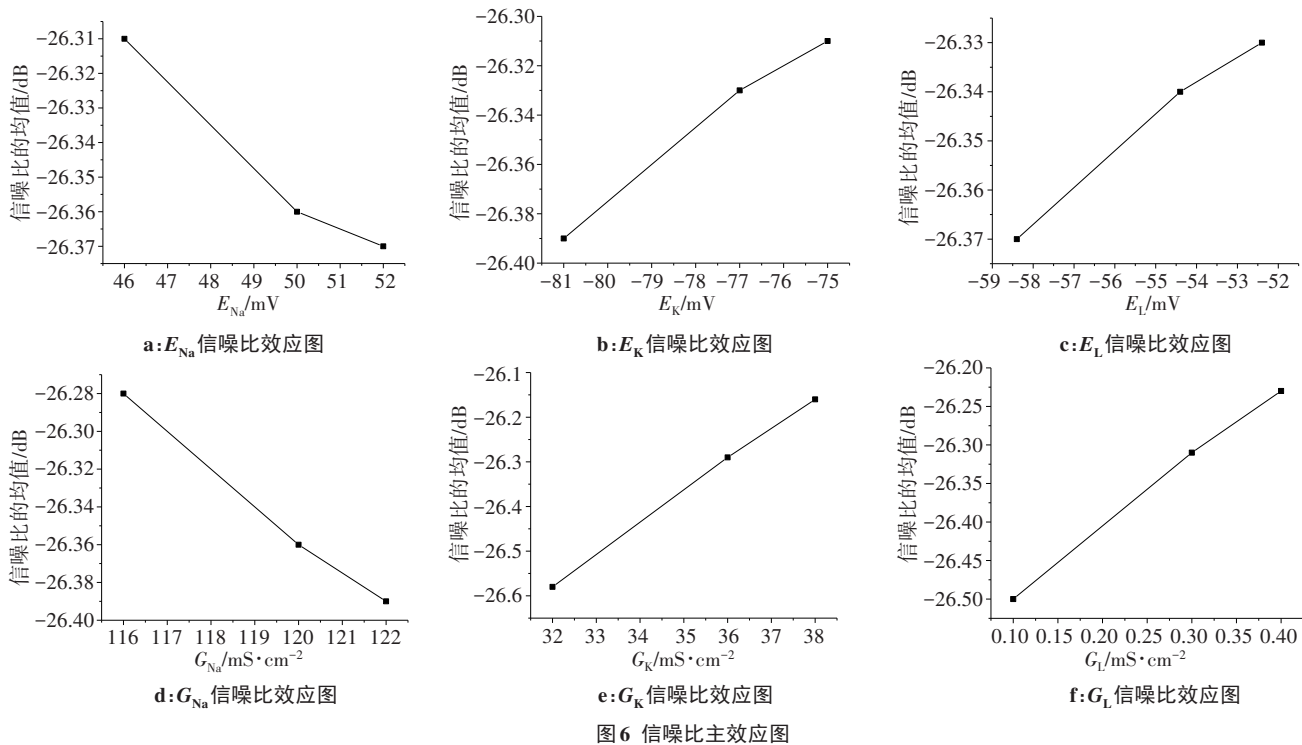 信噪比的均值/dB
−26.31
−26.32
−26.33
−26.34
−26.35
−26.36
−26.37
46 47 48 49 50 51 52
E_Na/mV
a:E_Na信噪比效应图
信噪比的均值/dB
−26.30
−26.32
−26.34
−26.36
−26.38
−26.40
−81 −80 −79 −78 −77 −76 −75
E_K/mV
b:E_K信噪比效应图
信噪比的均值/dB
−26.33
−26.34
−26.35
−26.36
−26.37
−59 −58 −57 −56 −55 −54 −53 −52
E_L/mV
c:E_L信噪比效应图
信噪比的均值/dB
−26.28
−26.30
−26.32
−26.34
−26.36
−26.38
−26.40
116 117 118 119 120 121 122
G_Na/mS·cm⁻²
d:G_Na信噪比效应图
信噪比的均值/dB
−26.1
−26.2
−26.3
−26.4
−26.5
−26.6
32 33 34 35 36 37 38
G_K/mS·cm⁻²
e:G_K信噪比效应图
信噪比的均值/dB
−26.20
−26.25
−26.30
−26.35
−26.40
−26.45
−26.50
0.10 0.15 0.20 0.25 0.30 0.35 0.40
G_L/mS·cm⁻²
f:G_L信噪比效应图
图6 信噪比主效应图